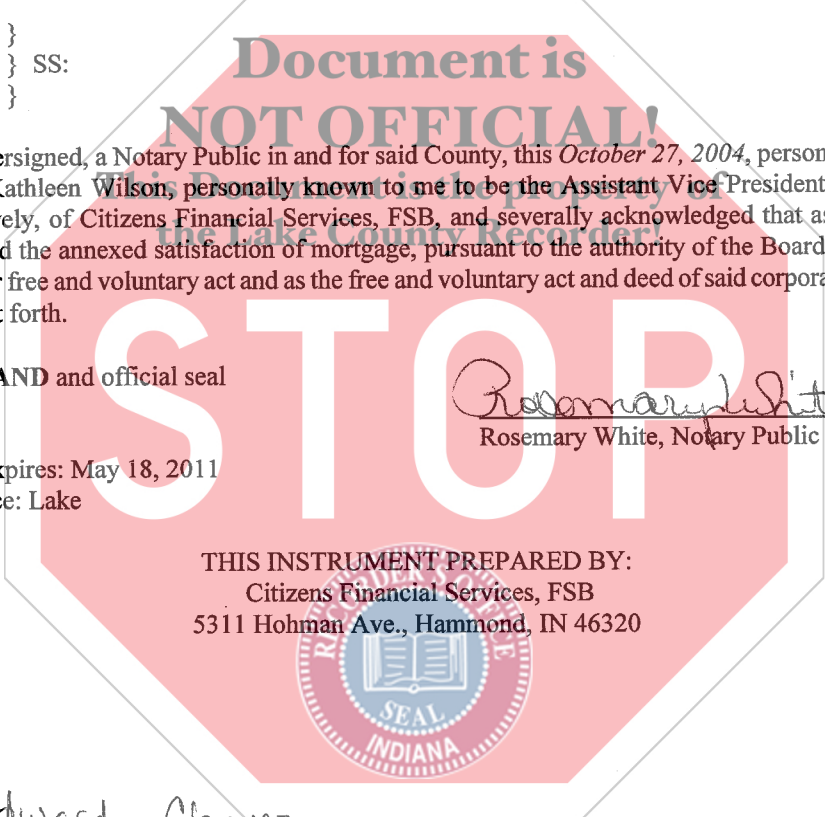 }
} SS:
}
Document is
NOT OFFICIAL!
This Document is the property of
the Lake County Recorder!
ersigned, a Notary Public in and for said County, this October 27, 2004, person
Kathleen Wilson, personally known to me to be the Assistant Vice President
vely, of Citizens Financial Services, FSB, and severally acknowledged that as
d the annexed satisfaction of mortgage, pursuant to the authority of the Board
r free and voluntary act and as the free and voluntary act and deed of said corpora
t forth.
STOP
AND and official seal
Rosemary Whit
Rosemary White, Notary Public
xpires: May 18, 2011
ce: Lake
THIS INSTRUMENT PREPARED BY:
Citizens Financial Services, FSB
5311 Hohman Ave., Hammond, IN 46320
RECORDER'S OFFICE
SEAL
INDIANA